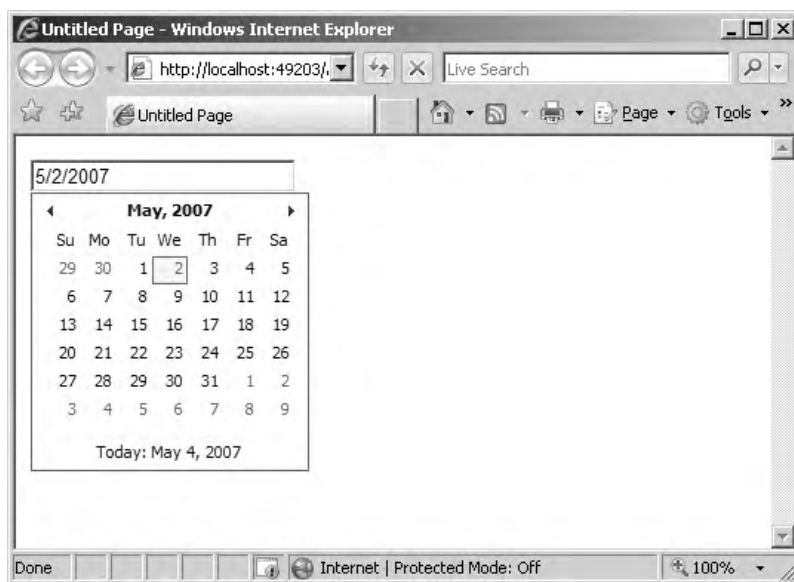 Untitled Page - Windows Internet Explorer
http://localhost:49203/
Live Search
Untitled Page
Page
Tools
»
5/2/2007
May, 2007
Su Mo Tu We Th Fr Sa
29 30 1 2 3 4 5
6 7 8 9 10 11 12
13 14 15 16 17 18 19
20 21 22 23 24 25 26
27 28 29 30 31 1 2
3 4 5 6 7 8 9
Today: May 4, 2007
Done
Internet | Protected Mode: Off
100%